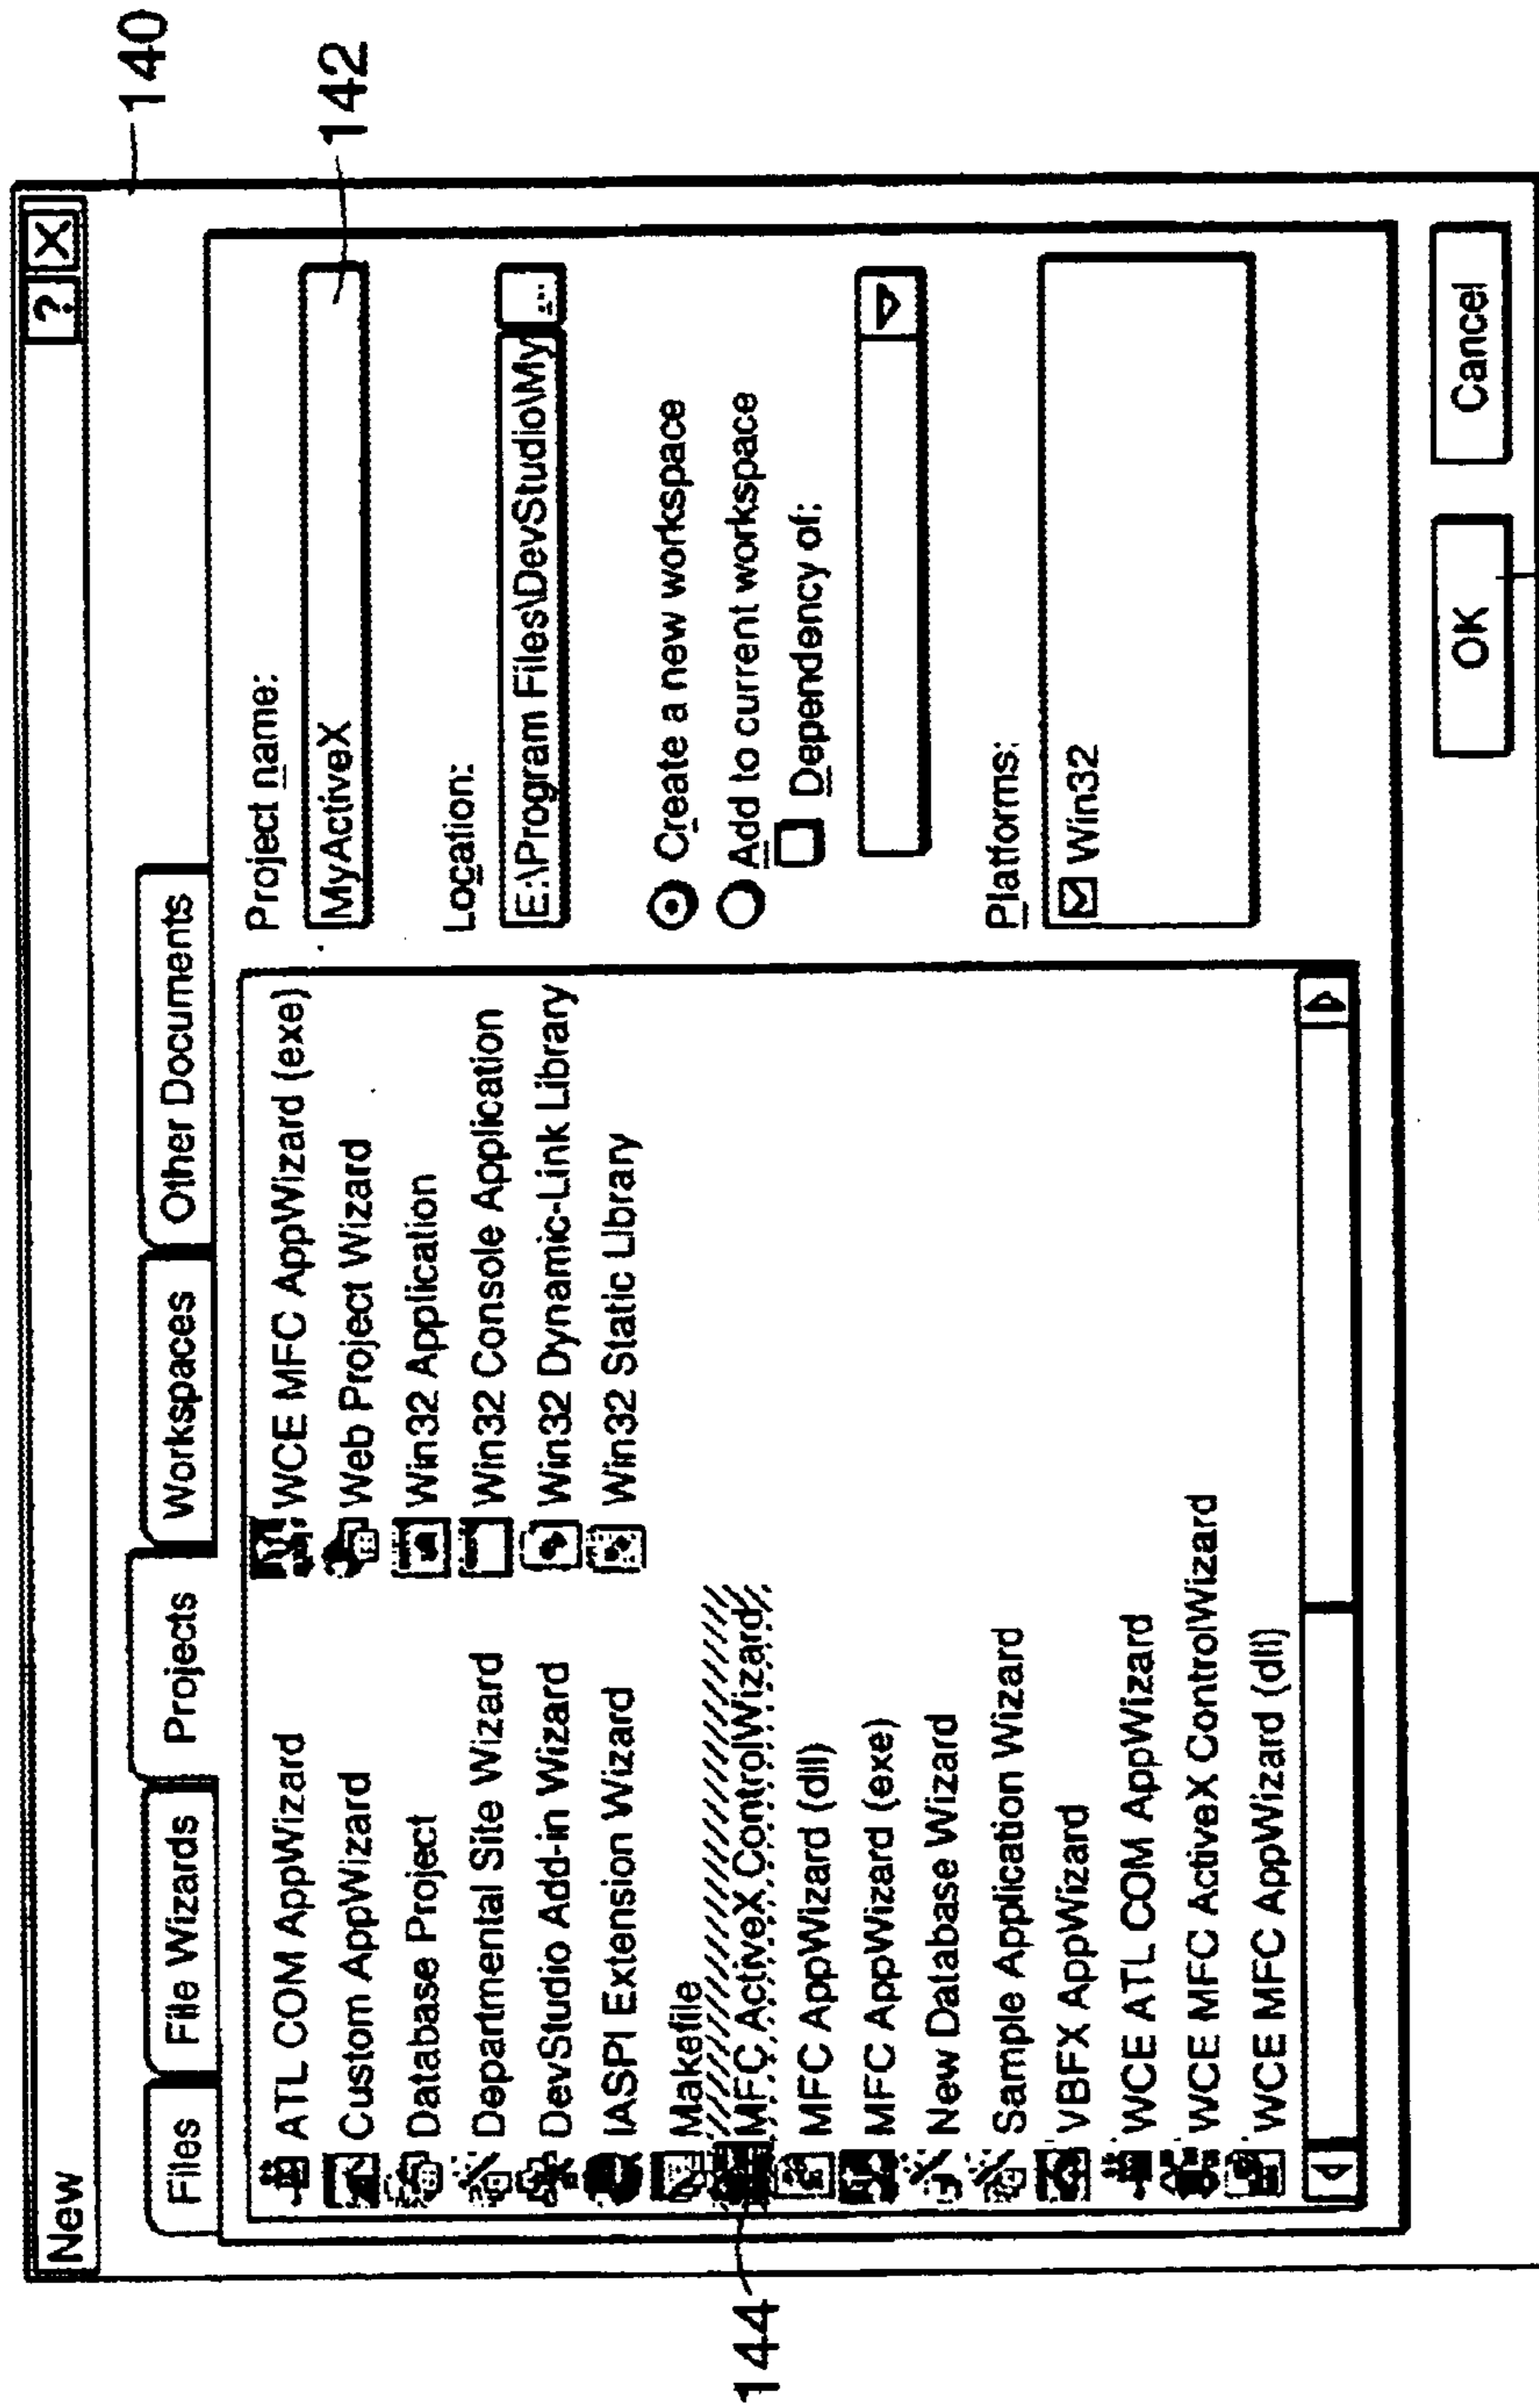 140
New
? X
Files
File Wizards
Projects
Workspaces
Other Documents
ATL COM AppWizard
Custom AppWizard
Database Project
Departmental Site Wizard
DevStudio Add-in Wizard
IASPI Extension Wizard
Makefile
MFC ActiveX ControlWizard
MFC AppWizard (dll)
MFC AppWizard (exe)
New Database Wizard
Sample Application Wizard
VBFX AppWizard
WCE ATL COM AppWizard
WCE MFC ActiveX ControlWizard
WCE MFC AppWizard (dll)
WCE MFC AppWizard (exe)
Web Project Wizard
Win32 Application
Win32 Console Application
Win32 Dynamic-Link Library
Win32 Static Library
144
Project name:
MyActiveX
142
Location:
E:\Program Files\DevStudio\My
...
Create a new workspace
Add to current workspace
Dependency of:
Platforms:
Win32
OK
Cancel